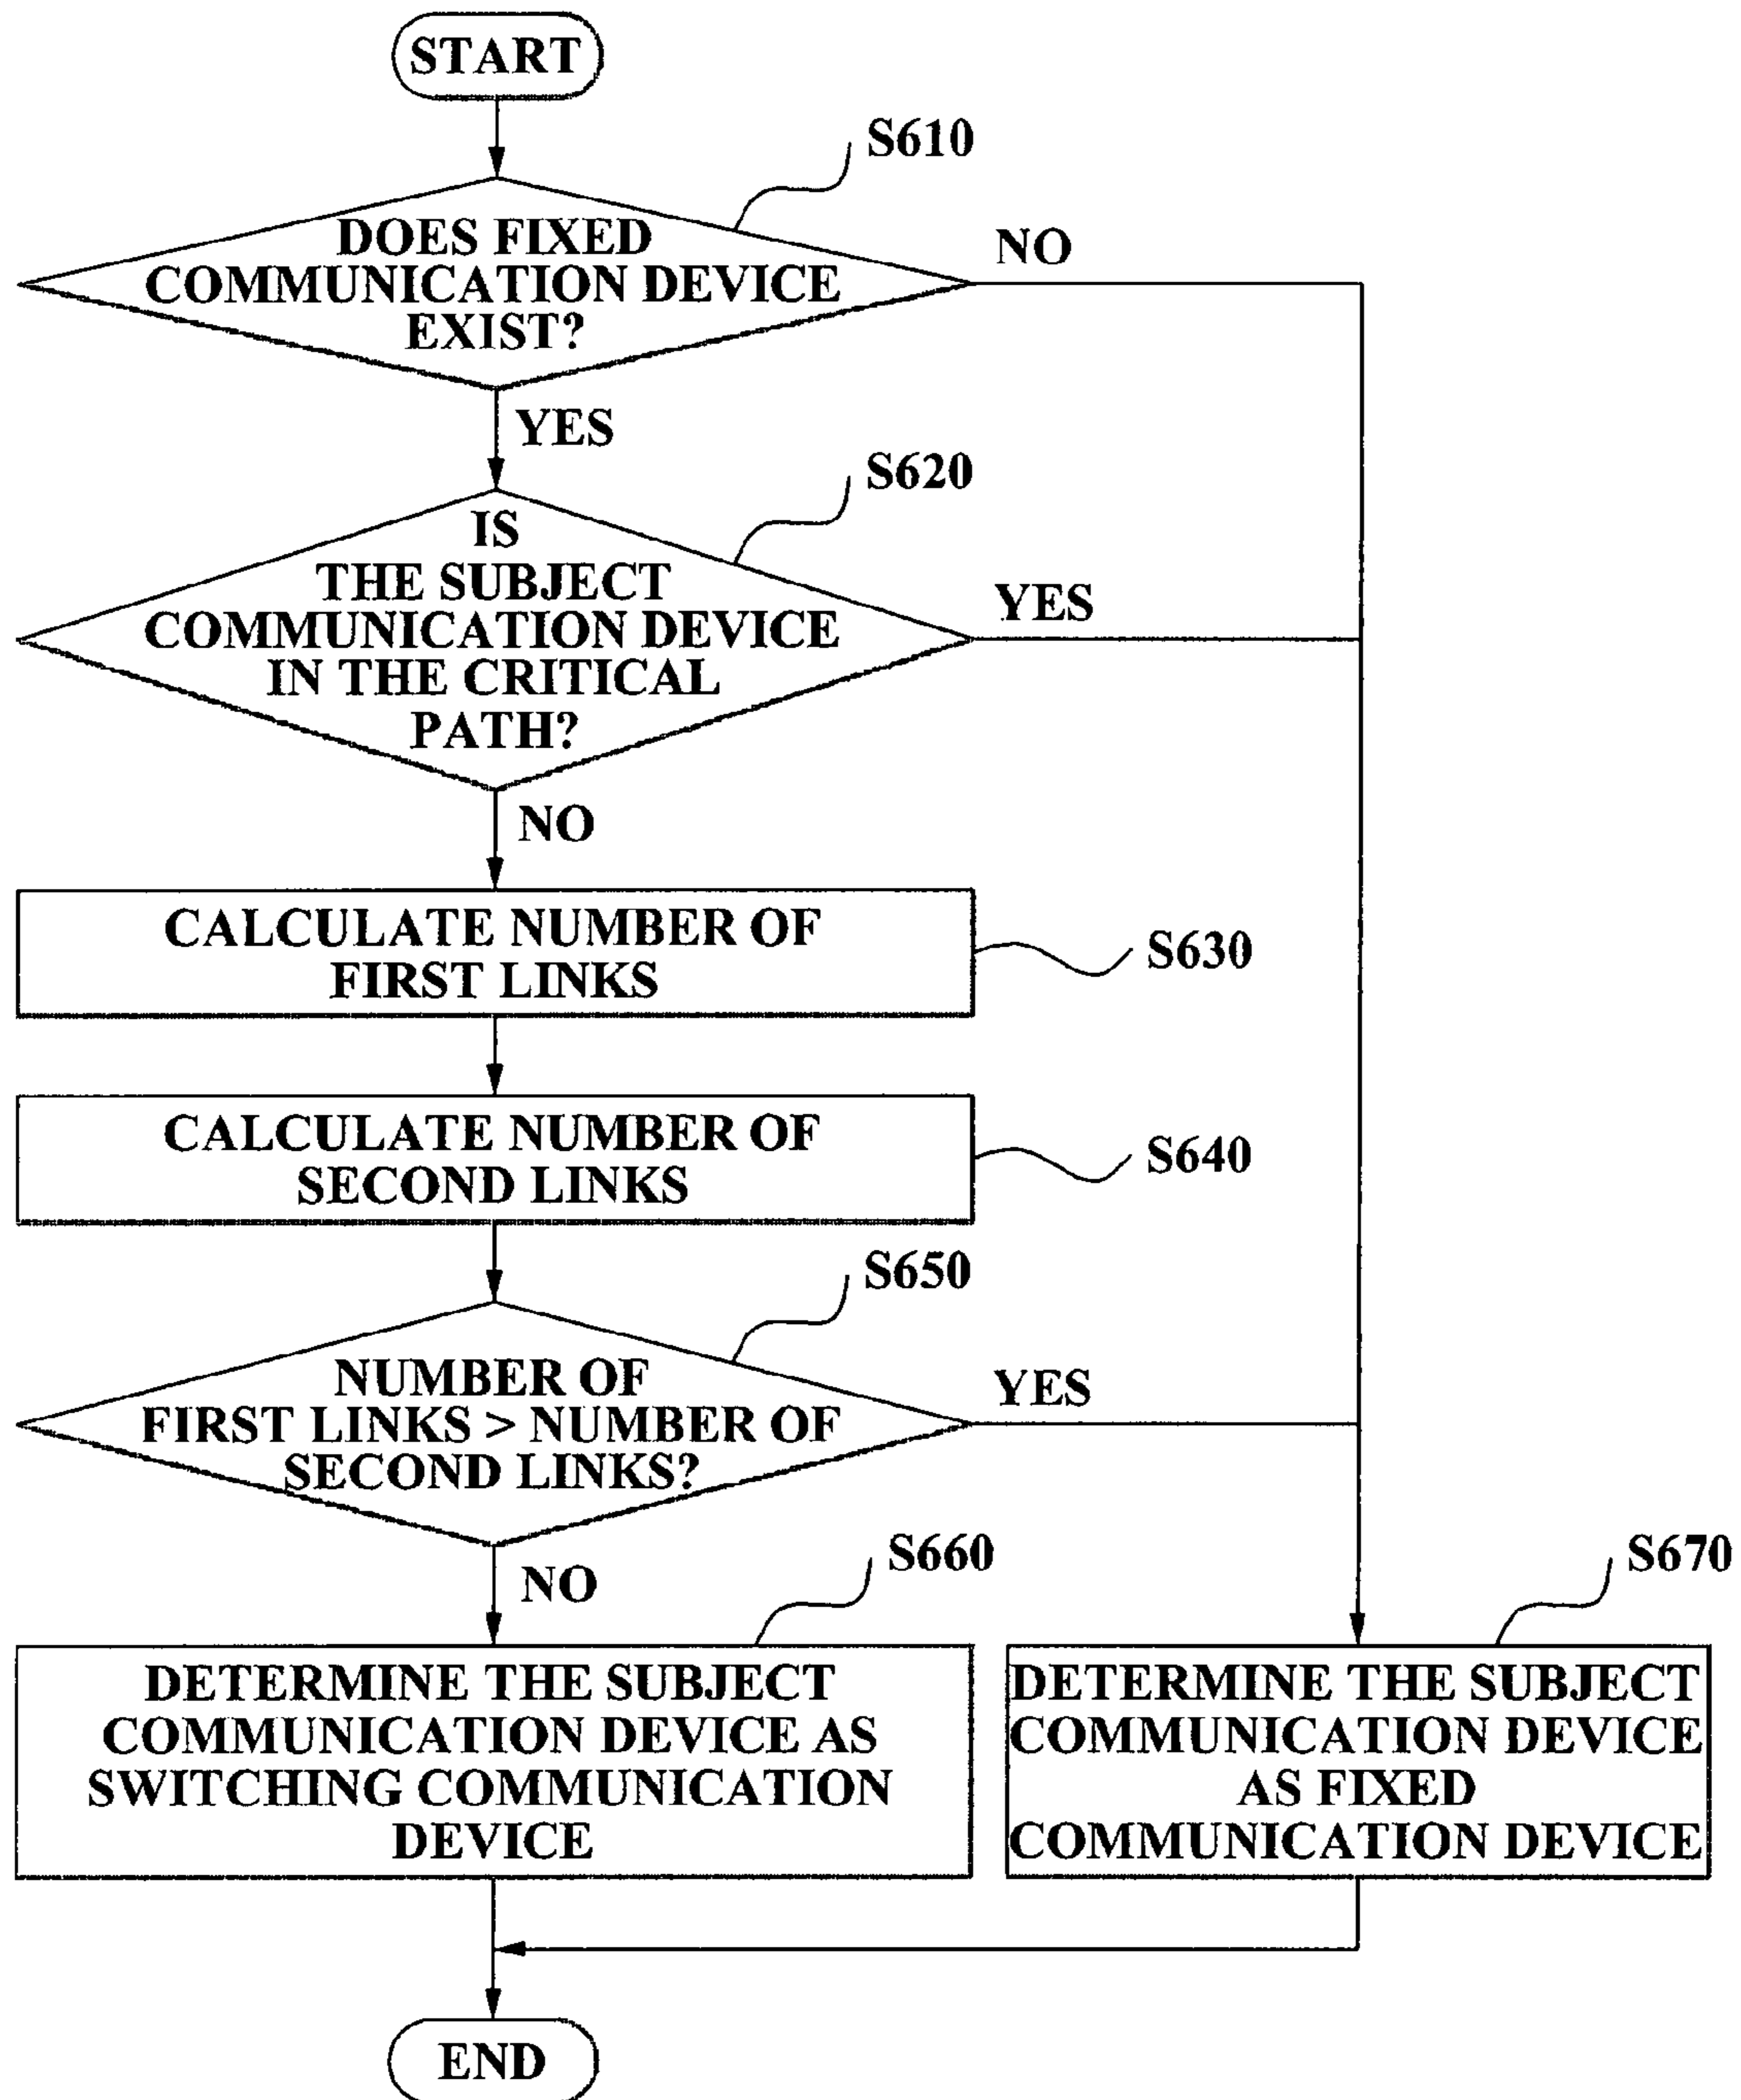 START
S610
DOES FIXED
COMMUNICATION DEVICE
EXIST?
NO
YES
S620
IS
THE SUBJECT
COMMUNICATION DEVICE
IN THE CRITICAL
PATH?
YES
NO
CALCULATE NUMBER OF
FIRST LINKS
S630
CALCULATE NUMBER OF
SECOND LINKS
S640
S650
NUMBER OF
FIRST LINKS > NUMBER OF
SECOND LINKS?
YES
NO
S660
DETERMINE THE SUBJECT
COMMUNICATION DEVICE AS
SWITCHING COMMUNICATION
DEVICE
S670
DETERMINE THE SUBJECT
COMMUNICATION DEVICE
AS FIXED
COMMUNICATION DEVICE
END